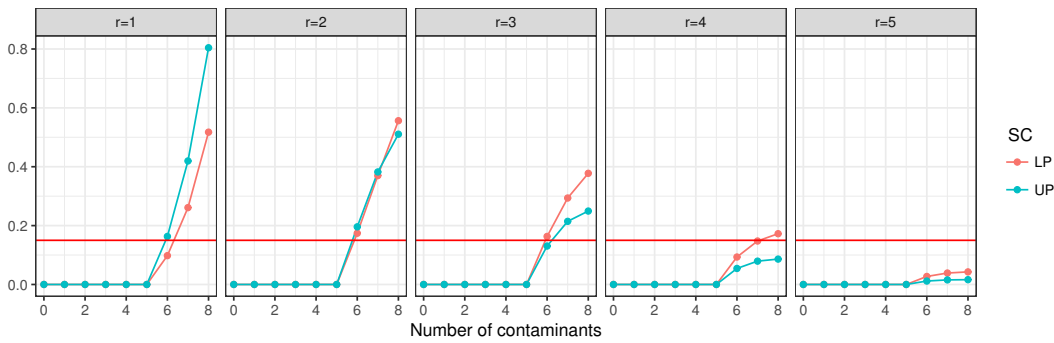 r=1 r=2 r=3 r=4 r=5
0.8
0.6
0.4
0.2
0.0
0 2 4 6 8 0 2 4 6 8 0 2 4 6 8 0 2 4 6 8 0 2 4 6 8
Number of contaminants
SC
LP
UP